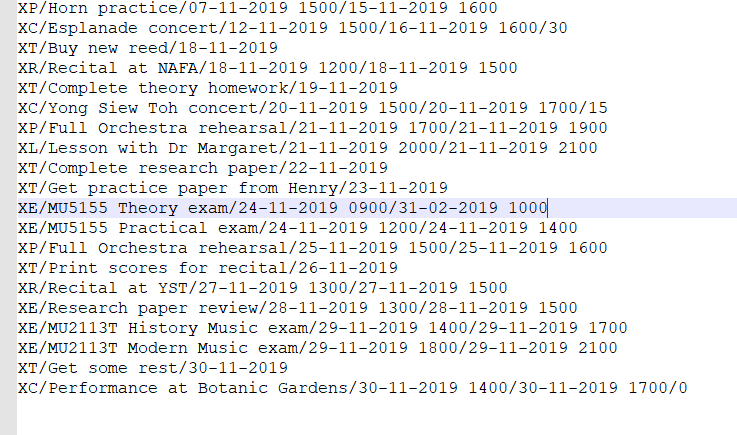 XP/Horn practice/07-11-2019 1500/15-11-2019 1600
XC/Esplanade concert/12-11-2019 1500/16-11-2019 1600/30
XT/Buy new reed/18-11-2019
XR/Recital at NAFA/18-11-2019 1200/18-11-2019 1500
XT/Complete theory homework/19-11-2019
XC/Yong Siew Toh concert/20-11-2019 1500/20-11-2019 1700/15
XP/Full Orchestra rehearsal/21-11-2019 1700/21-11-2019 1900
XL/Lesson with Dr Margaret/21-11-2019 2000/21-11-2019 2100
XT/Complete research paper/22-11-2019
XT/Get practice paper from Henry/23-11-2019
XE/MU5155 Theory exam/24-11-2019 0900/31-02-2019 1000
XE/MU5155 Practical exam/24-11-2019 1200/24-11-2019 1400
XP/Full Orchestra rehearsal/25-11-2019 1500/25-11-2019 1600
XT/Print scores for recital/26-11-2019
XR/Recital at YST/27-11-2019 1300/27-11-2019 1500
XE/Research paper review/28-11-2019 1300/28-11-2019 1500
XE/MU2113T History Music exam/29-11-2019 1400/29-11-2019 1700
XE/MU2113T Modern Music exam/29-11-2019 1800/29-11-2019 2100
XT/Get some rest/30-11-2019
XC/Performance at Botanic Gardens/30-11-2019 1400/30-11-2019 1700/0